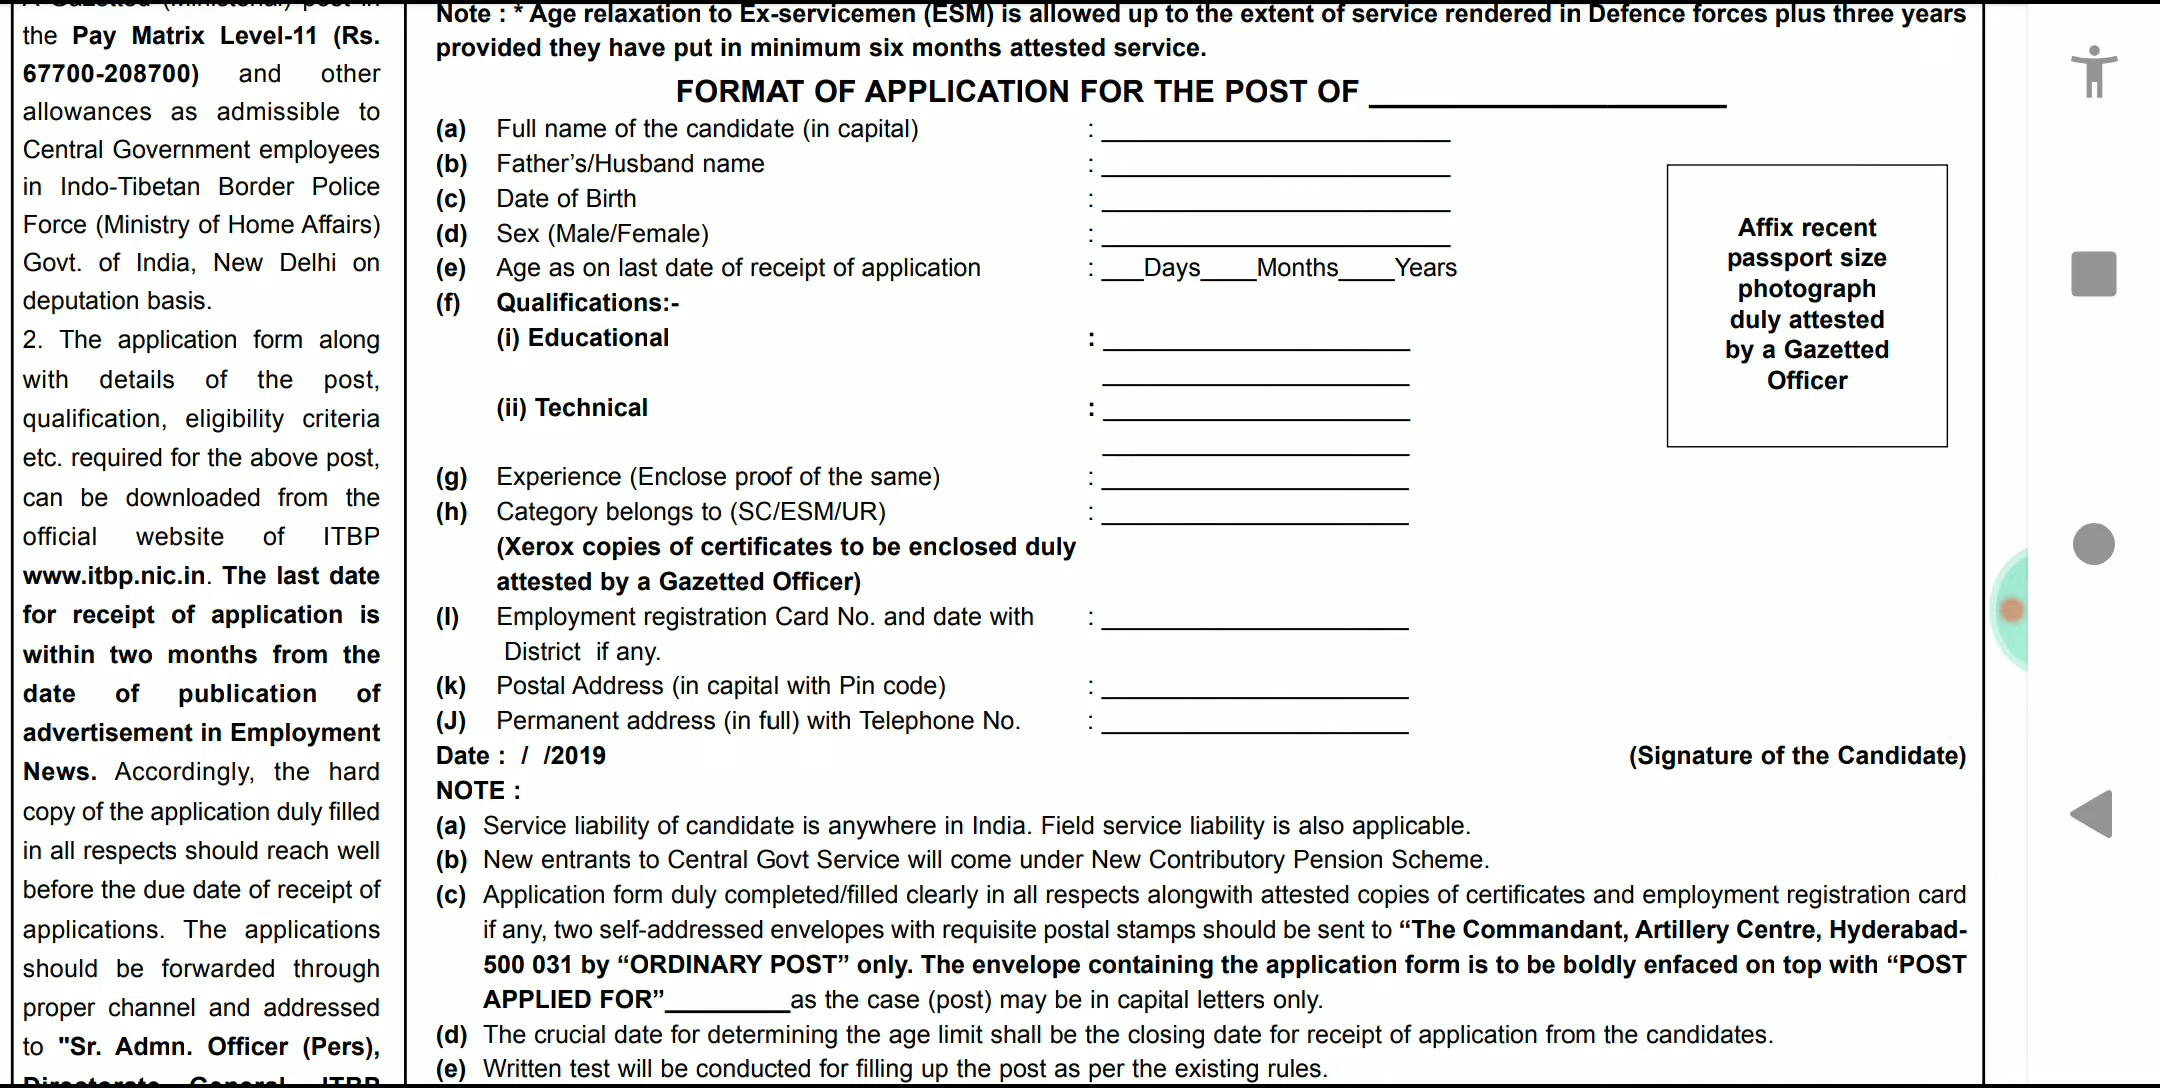 the Pay Matrix Level-11 (Rs.
67700-208700) and other
allowances as admissible to
Central Government employees
in Indo-Tibetan Border Police
Force (Ministry of Home Affairs)
Govt. of India, New Delhi on
deputation basis.
2. The application form along
with details of the post,
qualification, eligibility criteria
etc. required for the above post,
can be downloaded from the
official website of ITBP
www.itbp.nic.in. The last date
for receipt of application is
within two months from the
date of publication of
advertisement in Employment
News. Accordingly, the hard
copy of the application duly filled
in all respects should reach well
before the due date of receipt of
applications. The applications
should be forwarded through
proper channel and addressed
to "Sr. Admn. Officer (Pers),
Directorate General, ITBP
Note : * Age relaxation to Ex-servicemen (ESM) is allowed up to the extent of service rendered in Defence forces plus three years
provided they have put in minimum six months attested service.
FORMAT OF APPLICATION FOR THE POST OF ____________________
(a) Full name of the candidate (in capital) : ____________________
(b) Father's/Husband name : ____________________
(c) Date of Birth : ____________________
(d) Sex (Male/Female) : ____________________
(e) Age as on last date of receipt of application : ___Days____Months____Years
(f) Qualifications:-
(i) Educational : ____________________
____________________
(ii) Technical : ____________________
____________________
(g) Experience (Enclose proof of the same) : ____________________
(h) Category belongs to (SC/ESM/UR) : ____________________
(Xerox copies of certificates to be enclosed duly
attested by a Gazetted Officer)
(I) Employment registration Card No. and date with : ____________________
District if any.
(k) Postal Address (in capital with Pin code) : ____________________
(J) Permanent address (in full) with Telephone No. : ____________________
Affix recent
passport size
photograph
duly attested
by a Gazetted
Officer
Date : / /2019 (Signature of the Candidate)
NOTE :
(a) Service liability of candidate is anywhere in India. Field service liability is also applicable.
(b) New entrants to Central Govt Service will come under New Contributory Pension Scheme.
(c) Application form duly completed/filled clearly in all respects alongwith attested copies of certificates and employment registration card
if any, two self-addressed envelopes with requisite postal stamps should be sent to “The Commandant, Artillery Centre, Hyderabad-
500 031 by “ORDINARY POST” only. The envelope containing the application form is to be boldly enfaced on top with “POST
APPLIED FOR”_________as the case (post) may be in capital letters only.
(d) The crucial date for determining the age limit shall be the closing date for receipt of application from the candidates.
(e) Written test will be conducted for filling up the post as per the existing rules.